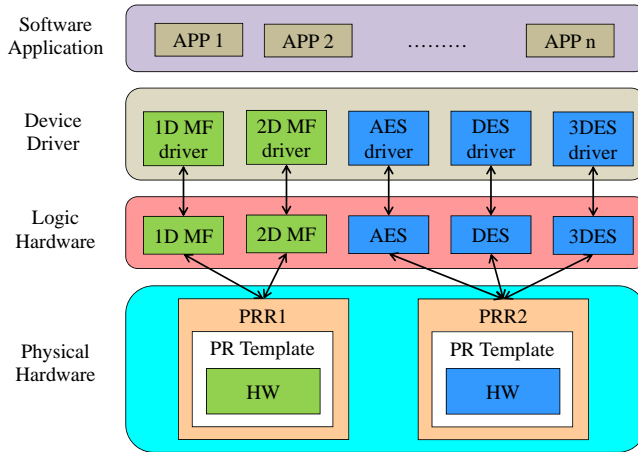 Software
Application
APP 1
APP 2
.........
APP n
Device
Driver
1D MF
driver
2D MF
driver
AES
driver
DES
driver
3DES
driver
Logic
Hardware
1D MF
2D MF
AES
DES
3DES
Physical
Hardware
PRR1
PR Template
HW
PRR2
PR Template
HW